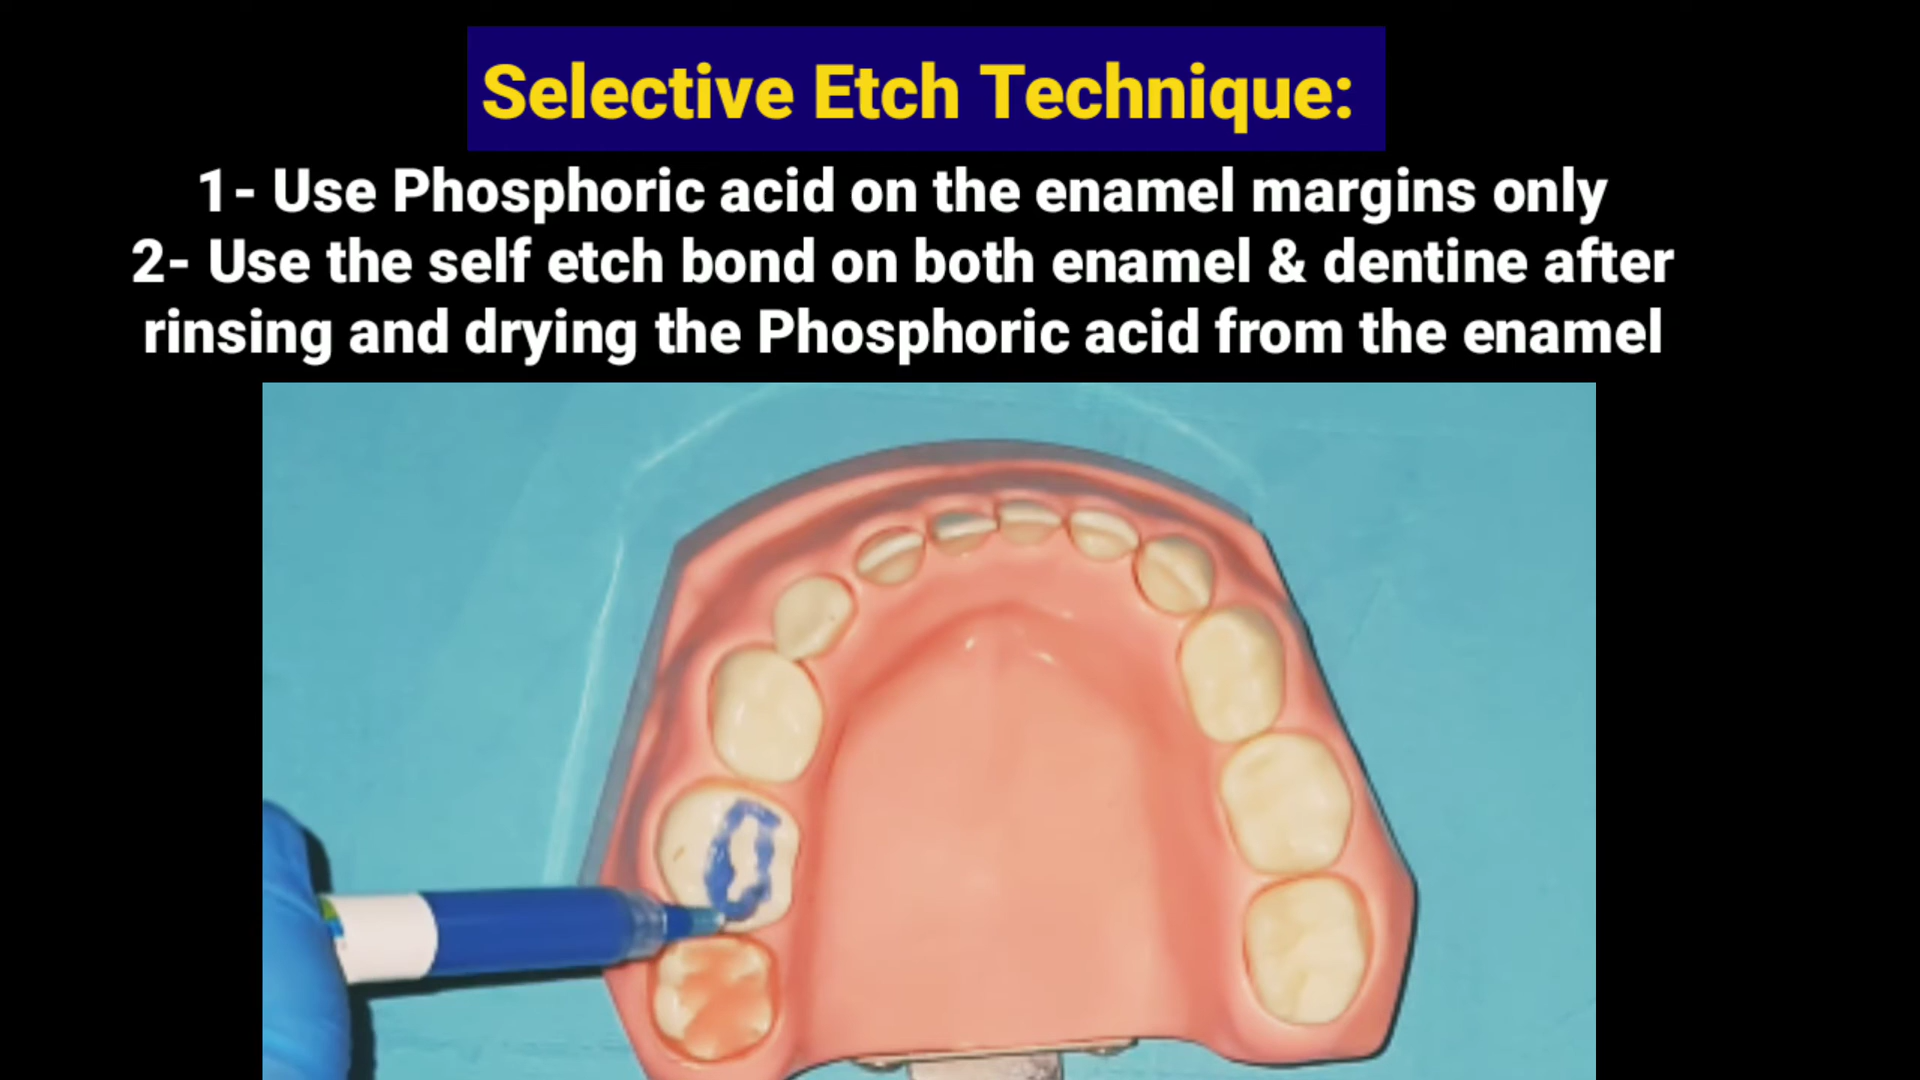 Selective Etch Technique:
1- Use Phosphoric acid on the enamel margins only
2- Use the self etch bond on both enamel & dentine after
rinsing and drying the Phosphoric acid from the enamel